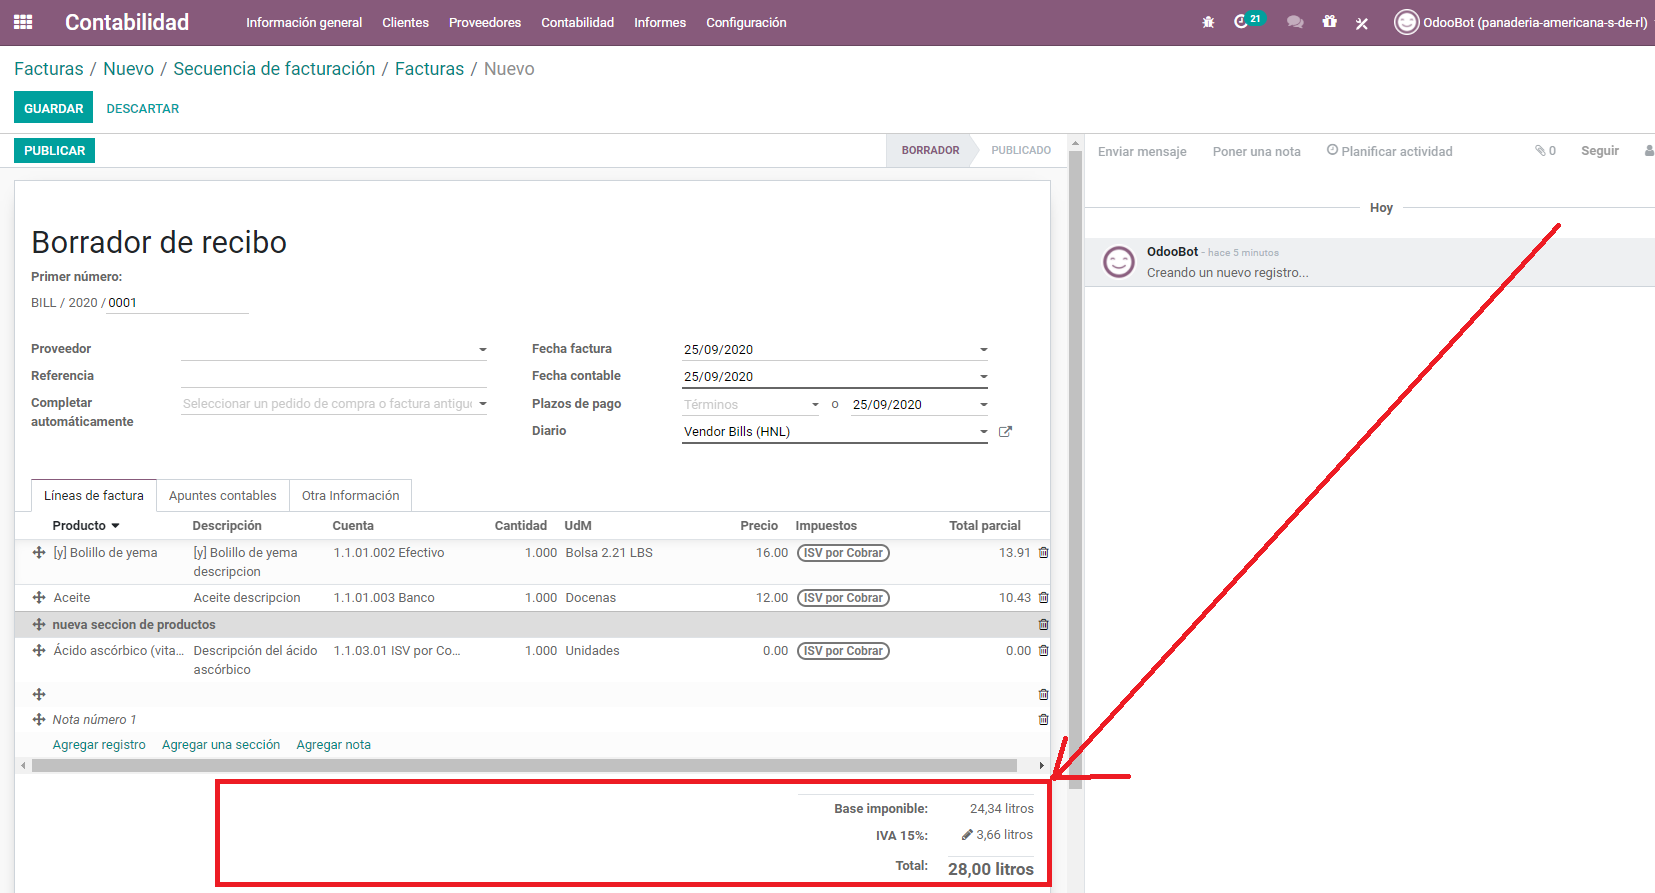 Contabilidad Información general Clientes Proveedores Contabilidad Informes Configuración 21 OdooBot (panaderia-americana-s-de-rl)
Facturas / Nuevo / Secuencia de facturación / Facturas / Nuevo
GUARDAR DESCARTAR
PUBLICAR BORRADOR PUBLICADO
Enviar mensaje Poner una nota Planificar actividad 0 Seguir
Hoy
OdooBot - hace 5 minutos
Creando un nuevo registro...
Borrador de recibo
Primer número:
BILL / 2020 / 0001
Proveedor
Referencia
Completar automáticamente Seleccionar un pedido de compra o factura antigu
Fecha factura 25/09/2020
Fecha contable 25/09/2020
Plazos de pago Términos o 25/09/2020
Diario Vendor Bills (HNL)
Líneas de factura Apuntes contables Otra Información
Producto Descripción Cuenta Cantidad UdM Precio Impuestos Total parcial
[y] Bolillo de yema [y] Bolillo de yema descripcion 1.1.01.002 Efectivo 1.000 Bolsa 2.21 LBS 16.00 ISV por Cobrar 13.91
Aceite Aceite descripcion 1.1.01.003 Banco 1.000 Docenas 12.00 ISV por Cobrar 10.43
nueva seccion de productos
Ácido ascórbico (vita... Descripción del ácido ascórbico 1.1.03.01 ISV por Co... 1.000 Unidades 0.00 ISV por Cobrar 0.00
Nota número 1
Agregar registro Agregar una sección Agregar nota
Base imponible: 24,34 litros
IVA 15%: 3,66 litros
Total: 28,00 litros